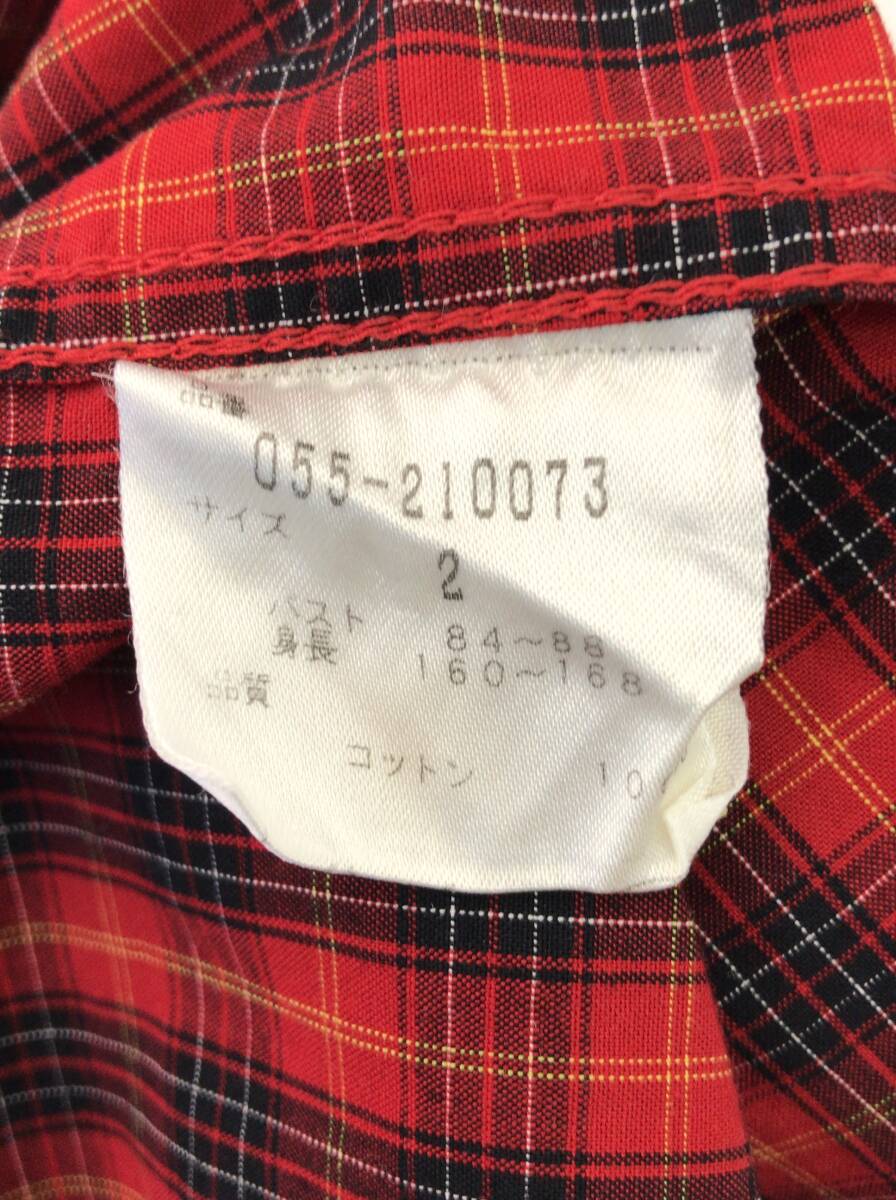 品番
055-210073
サイズ
2
バスト 84～88
身長 160～168
品質
コットン 10